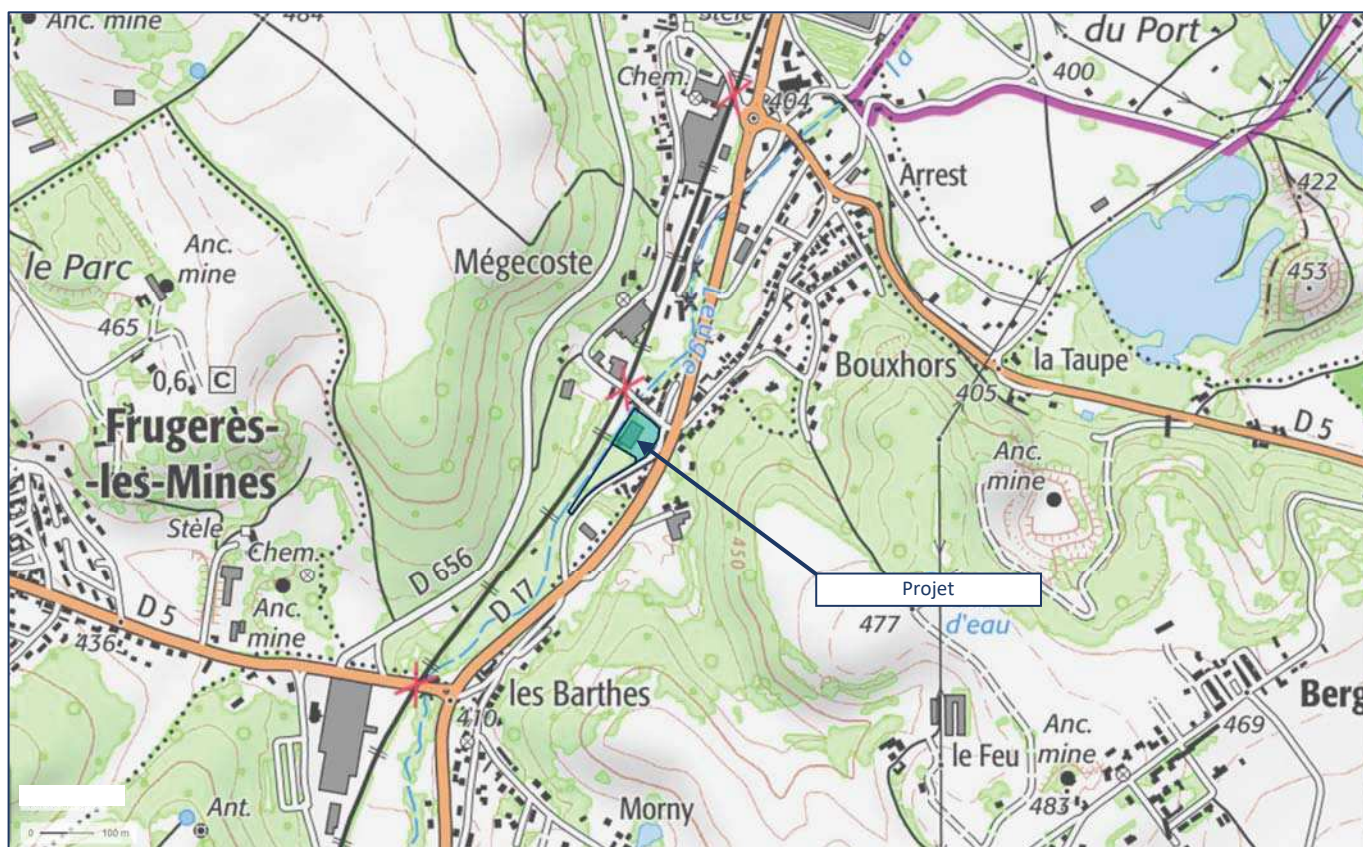 Anc. mine
484
Stèle
du Port
la
400
Chem.
404
Arrest
422
Anc.
mine
le Parc
Mégecoste
453
465
Leuge
0,6
C
Bouxhors
la Taupe
405
D 5
Frugerès-
-les-Mines
Anc.
mine
Stèle
Chem.
450
D 656
D 17
Projet
D 5
Anc.
mine
477
d'eau
436
les Barthes
Berg
410
469
le Feu
Anc.
mine
483
Ant.
Morny
0
100 m